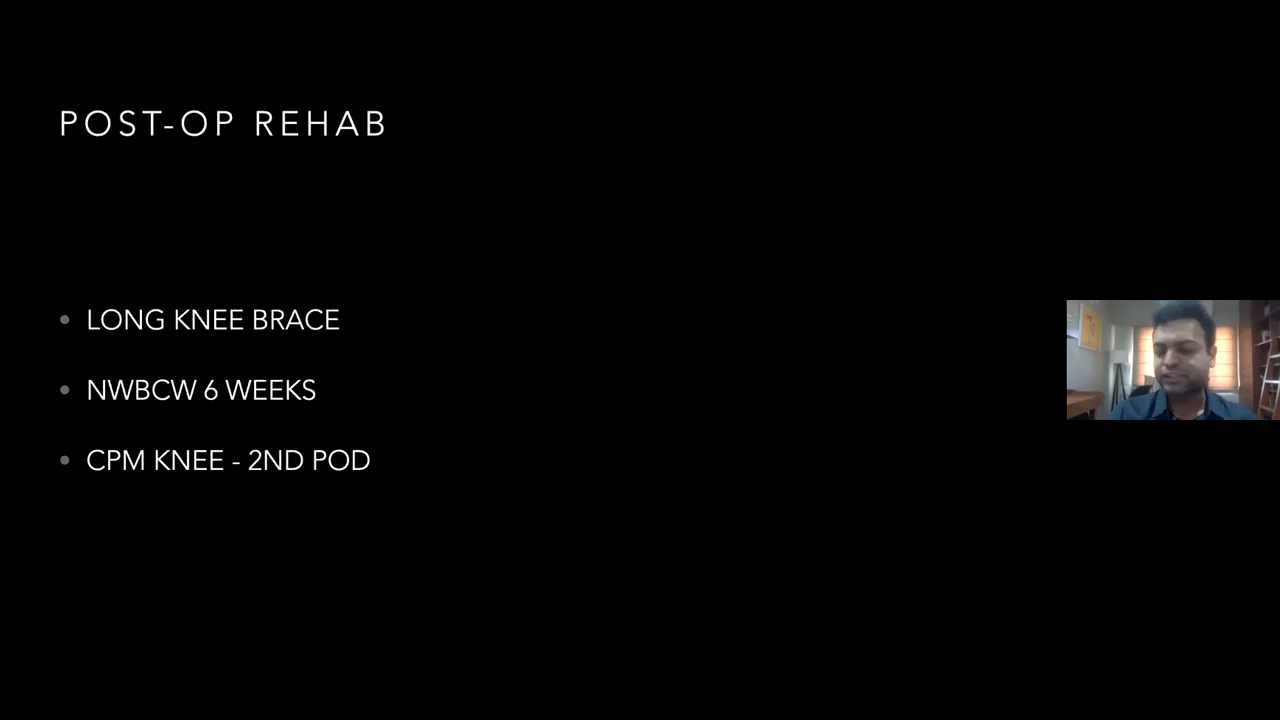 POST-OP REHAB
• LONG KNEE BRACE
• NWBCW 6 WEEKS
• CPM KNEE - 2ND POD